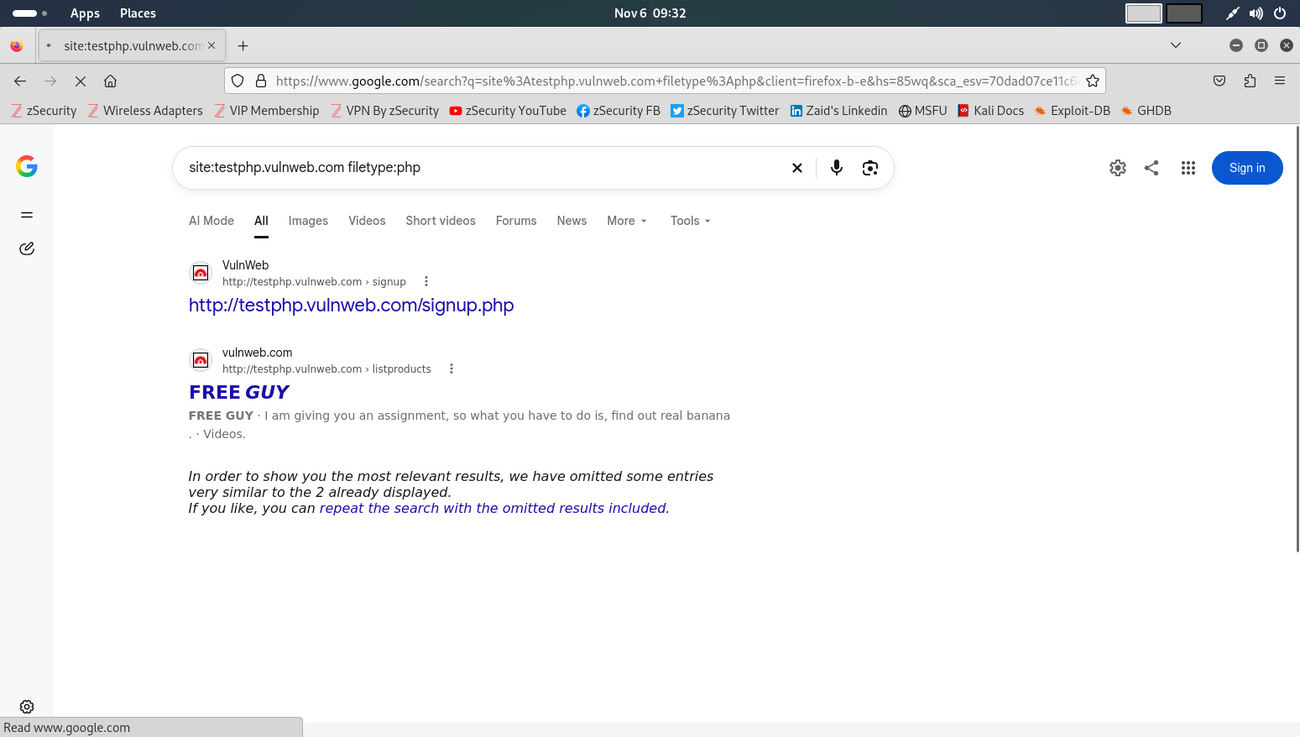 Apps Places Nov 6 09:32
site:testphp.vulnweb.com
https://www.google.com/search?q=site%3Atestphp.vulnweb.com+filetype%3Aphp&client=firefox-b-e&hs=85wq&sca_esv=70dad07ce11c6
zSecurity Wireless Adapters VIP Membership VPN By zSecurity zSecurity YouTube zSecurity FB zSecurity Twitter Zaid's Linkedin MSFU Kali Docs Exploit-DB GHDB
site:testphp.vulnweb.com filetype:php
Sign in
AI Mode All Images Videos Short videos Forums News More Tools
VulnWeb
http://testphp.vulnweb.com › signup
http://testphp.vulnweb.com/signup.php
vulnweb.com
http://testphp.vulnweb.com › listproducts
FREE GUY
FREE GUY · I am giving you an assignment, so what you have to do is, find out real banana
. · Videos.
In order to show you the most relevant results, we have omitted some entries
very similar to the 2 already displayed.
If you like, you can repeat the search with the omitted results included.
Read www.google.com